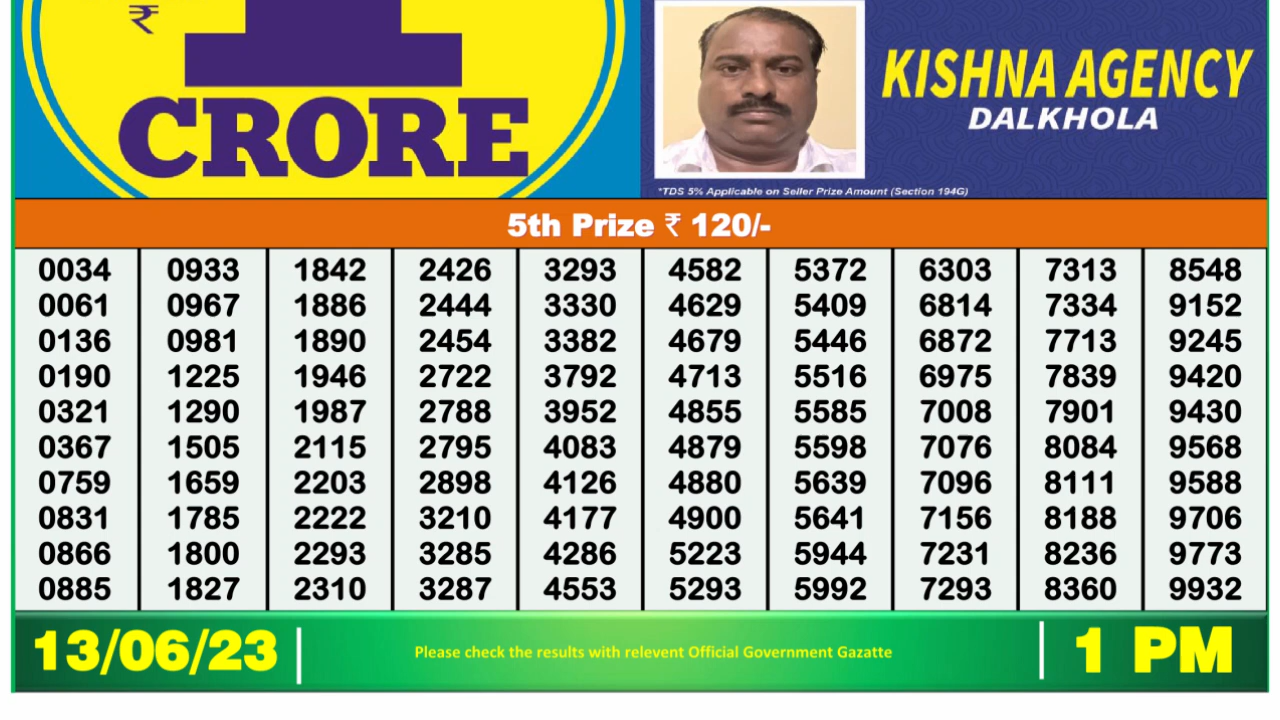 ₹
1
CRORE
KISHNA AGENCY
DALKHOLA
*TDS 5% Applicable on Seller Prize Amount (Section 194G)
5th Prize ₹ 120/-
0034 0933 1842 2426 3293 4582 5372 6303 7313 8548
0061 0967 1886 2444 3330 4629 5409 6814 7334 9152
0136 0981 1890 2454 3382 4679 5446 6872 7713 9245
0190 1225 1946 2722 3792 4713 5516 6975 7839 9420
0321 1290 1987 2788 3952 4855 5585 7008 7901 9430
0367 1505 2115 2795 4083 4879 5598 7076 8084 9568
0759 1659 2203 2898 4126 4880 5639 7096 8111 9588
0831 1785 2222 3210 4177 4900 5641 7156 8188 9706
0866 1800 2293 3285 4286 5223 5944 7231 8236 9773
0885 1827 2310 3287 4553 5293 5992 7293 8360 9932
13/06/23 Please check the results with relevent Official Government Gazatte 1 PM